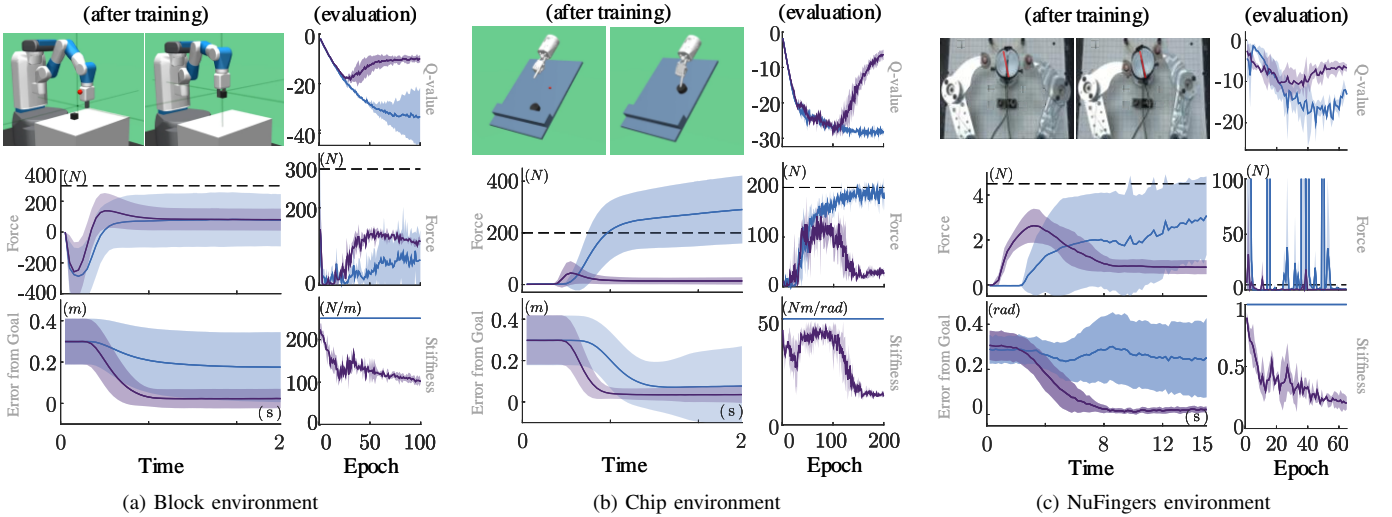 (after training)
(evaluation)
0
-20
-40
Q-value
400
200
0
-200
-400
(N)
Force
300
200
100
0
(N)
Force
0.4
0.2
0
(m)
Error from Goal
(s)
0
2
Time
200
100
0
(N/m)
Stiffness
0
50
100
Epoch
(a) Block environment
(after training)
(evaluation)
0
-10
-20
-30
Q-value
400
200
0
(N)
Force
200
100
0
(N)
Force
0.4
0.2
0
(m)
Error from Goal
(s)
0
2
Time
50
0
(Nm/rad)
Stiffness
0
100
200
Epoch
(b) Chip environment
(after training)
(evaluation)
0
-10
-20
Q-value
4
2
0
(N)
Force
100
50
0
(N)
Force
0.4
0.2
0
(rad)
Error from Goal
(s)
0
8
12
15
Time
1
0.5
0
Stiffness
0
20
40
60
Epoch
(c) NuFingers environment